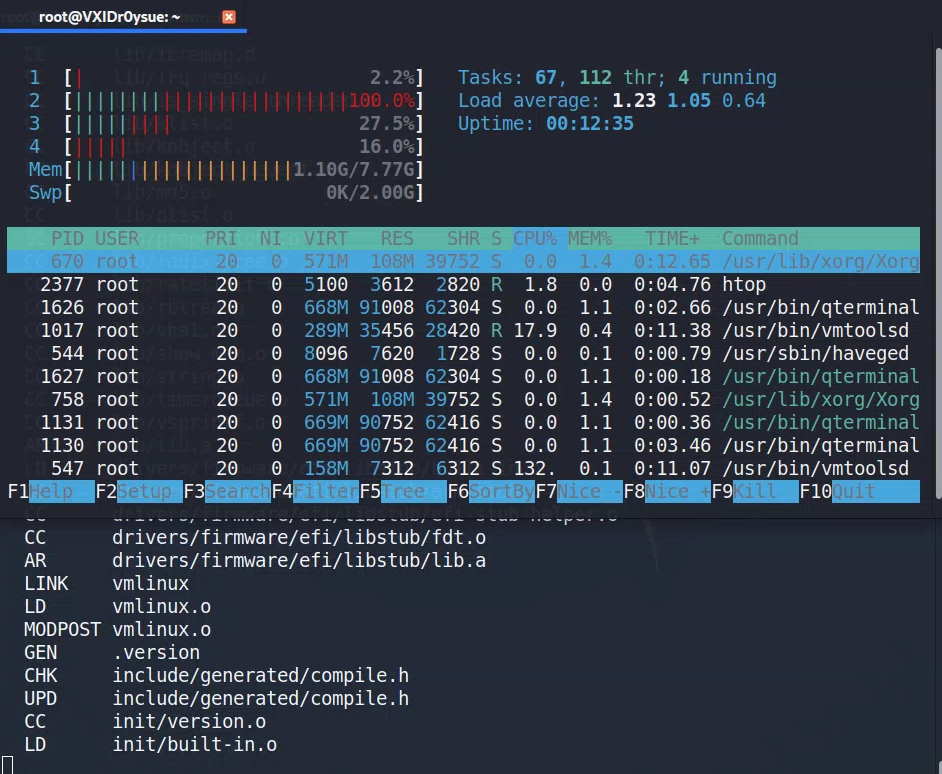 root@VXIDr0ysue: ~
1 [| 2.2%] Tasks: 67, 112 thr; 4 running
2 [||||||||||||||||||||||||||100.0%] Load average: 1.23 1.05 0.64
3 [||||||||| 27.5%] Uptime: 00:12:35
4 [||||| 16.0%]
Mem[||||||||||||||||||||1.10G/7.77G]
Swp[ 0K/2.00G]
PID USER PRI NI VIRT RES SHR S CPU% MEM% TIME+ Command
670 root 20 0 571M 108M 39752 S 0.0 1.4 0:12.65 /usr/lib/xorg/Xorg
2377 root 20 0 5100 3612 2820 R 1.8 0.0 0:04.76 htop
1626 root 20 0 668M 91008 62304 S 0.0 1.1 0:02.66 /usr/bin/qterminal
1017 root 20 0 289M 35456 28420 R 17.9 0.4 0:11.38 /usr/bin/vmtoolsd
544 root 20 0 8096 7620 1728 S 0.0 0.1 0:00.79 /usr/sbin/haveged
1627 root 20 0 668M 91008 62304 S 0.0 1.1 0:00.18 /usr/bin/qterminal
758 root 20 0 571M 108M 39752 S 0.0 1.4 0:00.52 /usr/lib/xorg/Xorg
1131 root 20 0 669M 90752 62416 S 0.0 1.1 0:00.36 /usr/bin/qterminal
1130 root 20 0 669M 90752 62416 S 0.0 1.1 0:03.46 /usr/bin/qterminal
547 root 20 0 158M 7312 6312 S 132. 0.1 0:11.07 /usr/bin/vmtoolsd
F1Help F2Setup F3SearchF4FilterF5Tree F6SortByF7Nice -F8Nice +F9Kill F10Quit
CC drivers/firmware/efi/libstub/efi-stub-helper.o
CC drivers/firmware/efi/libstub/fdt.o
AR drivers/firmware/efi/libstub/lib.a
LINK vmlinux
LD vmlinux.o
MODPOST vmlinux.o
GEN .version
CHK include/generated/compile.h
UPD include/generated/compile.h
CC init/version.o
LD init/built-in.o